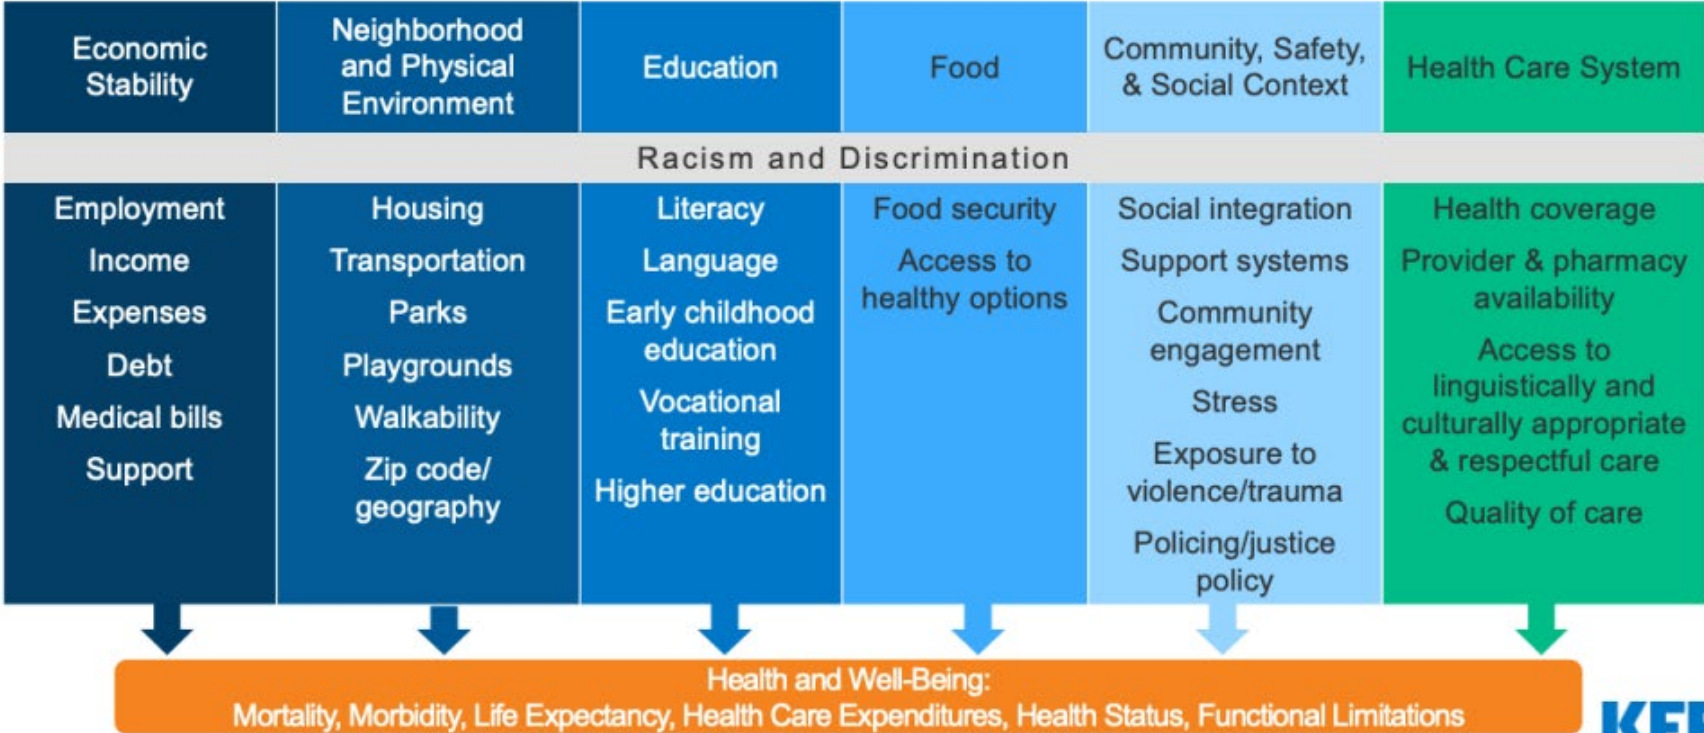 Economic
Stability
Neighborhood
and Physical
Environment
Education
Food
Community, Safety,
& Social Context
Health Care System
Racism and Discrimination
Employment
Income
Expenses
Debt
Medical bills
Support
Housing
Transportation
Parks
Playgrounds
Walkability
Zip code/
geography
Literacy
Language
Early childhood
education
Vocational
training
Higher education
Food security
Access to
healthy options
Social integration
Support systems
Community
engagement
Stress
Exposure to
violence/trauma
Policing/justice
policy
Health coverage
Provider & pharmacy
availability
Access to
linguistically and
culturally appropriate
& respectful care
Quality of care
Health and Well-Being:
Mortality, Morbidity, Life Expectancy, Health Care Expenditures, Health Status, Functional Limitations